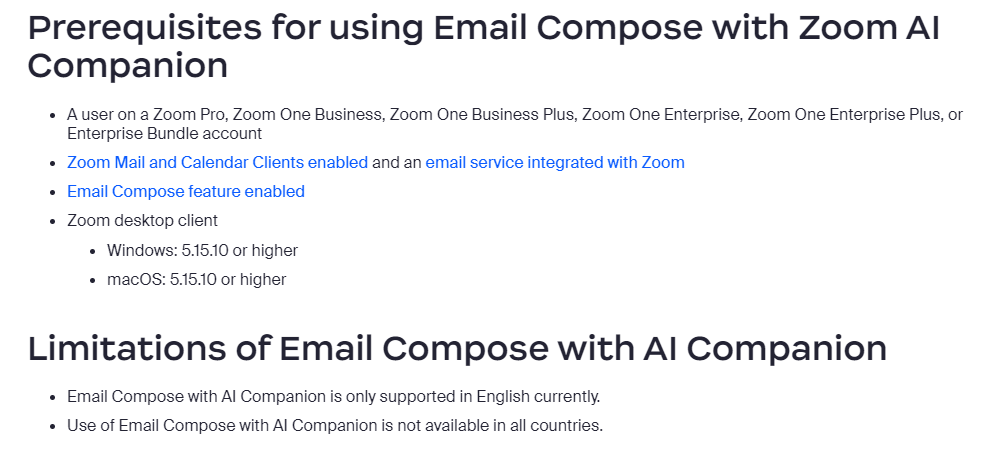 Prerequisites for using Email Compose with Zoom AI
Companion
A user on a Zoom Pro, Zoom One Business, Zoom One Business Plus, Zoom One Enterprise, Zoom One Enterprise Plus, or
Enterprise Bundle account
Zoom Mail and Calendar Clients enabled and an email service integrated with Zoom
Email Compose feature enabled
Zoom desktop client
Windows: 5.15.10 or higher
macOS: 5.15.10 or higher
Limitations of Email Compose with AI Companion
Email Compose with AI Companion is only supported in English currently.
Use of Email Compose with AI Companion is not available in all countries.